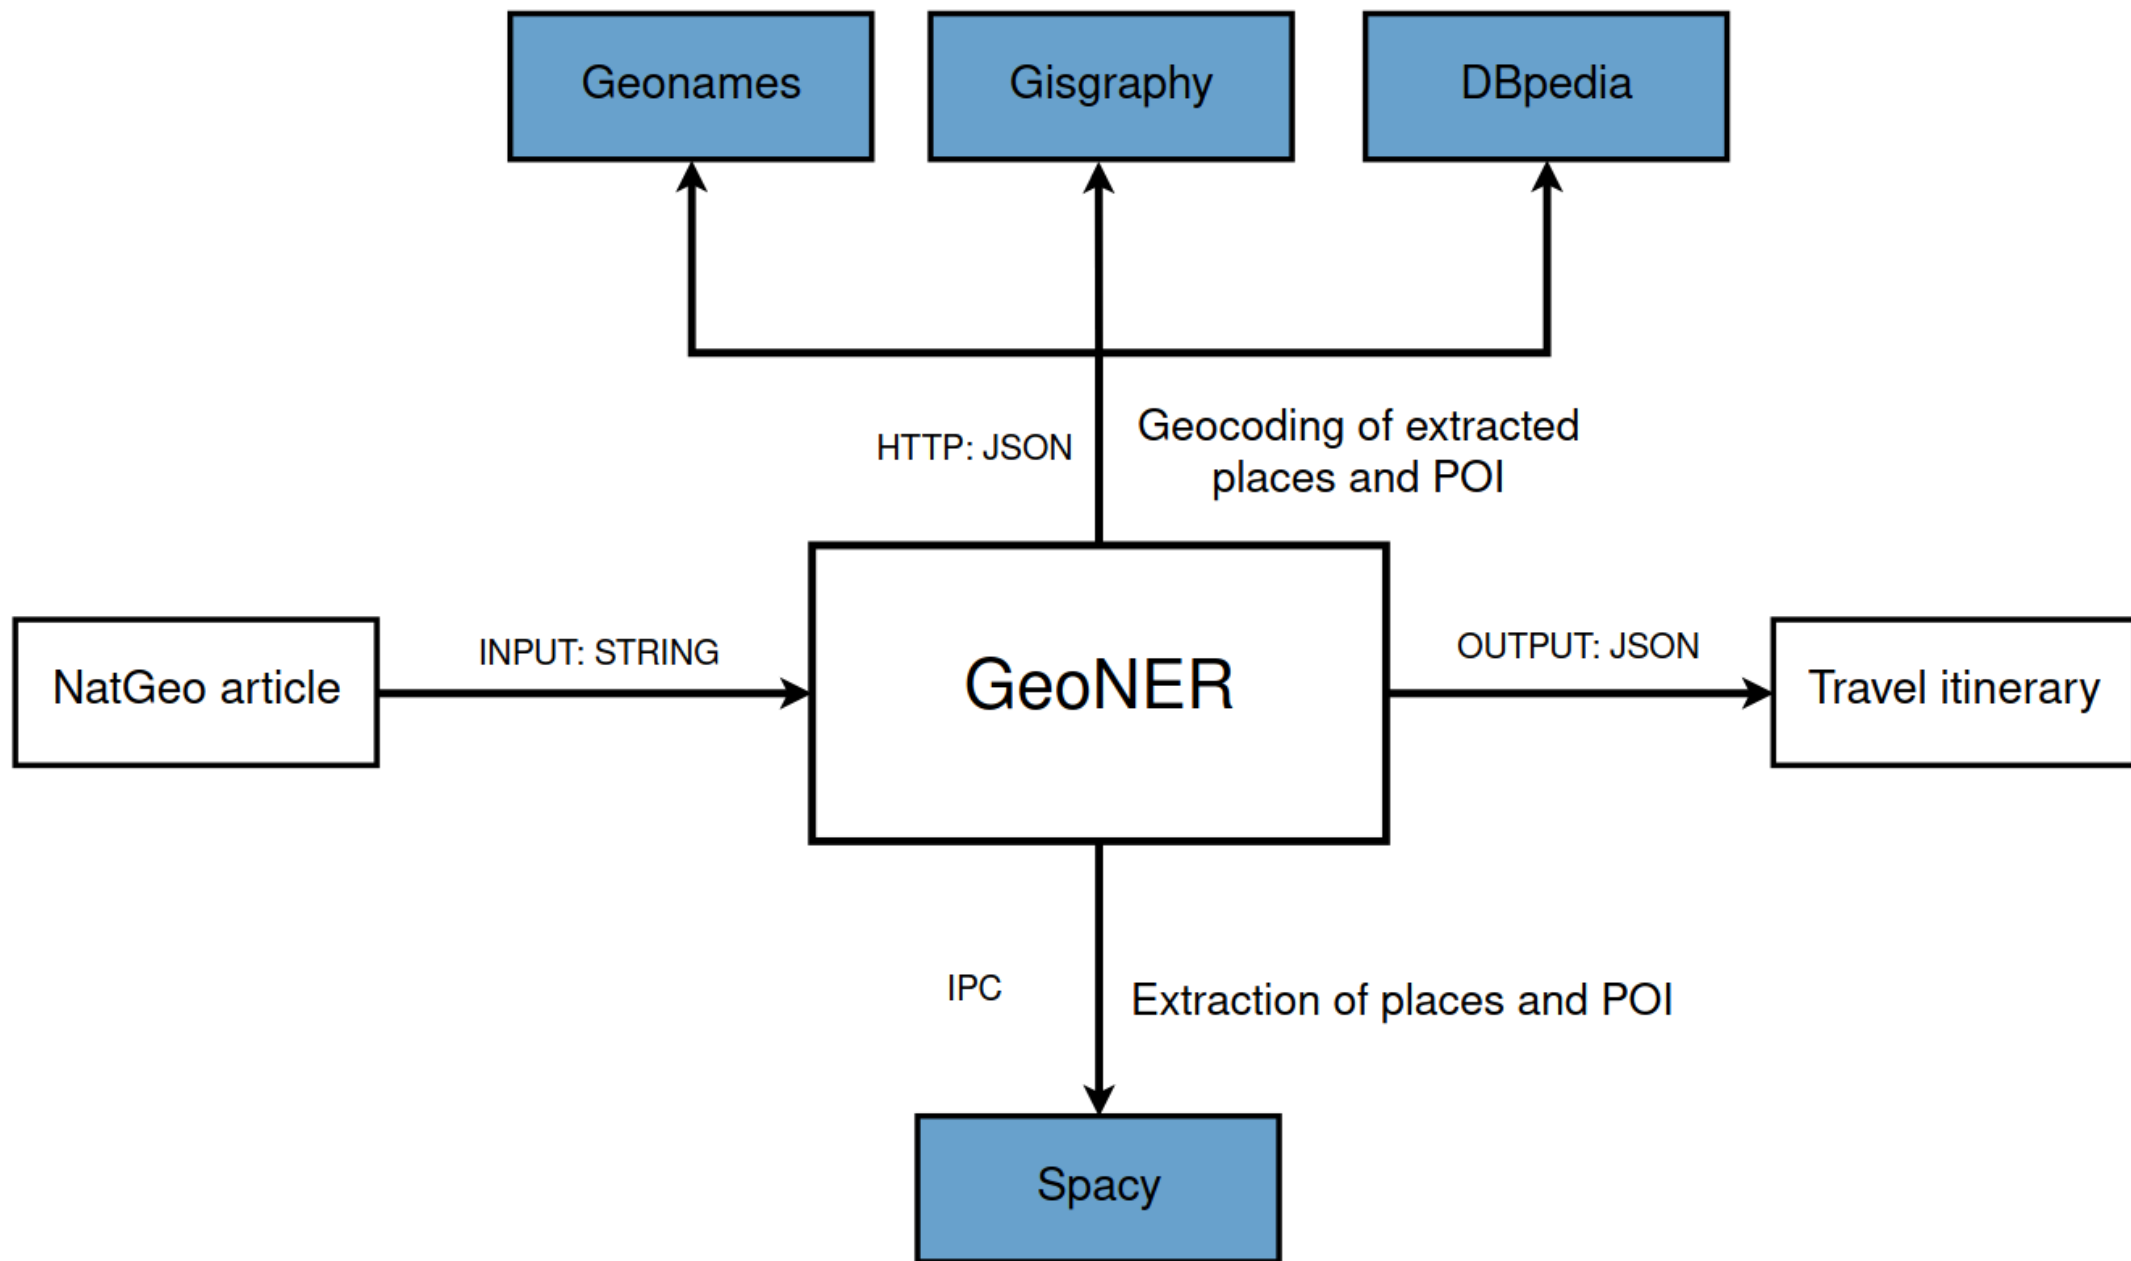 Geonames
Gisgraphy
DBpedia
HTTP: JSON
Geocoding of extracted
places and POI
NatGeo article
INPUT: STRING
GeoNER
OUTPUT: JSON
Travel itinerary
IPC
Extraction of places and POI
Spacy